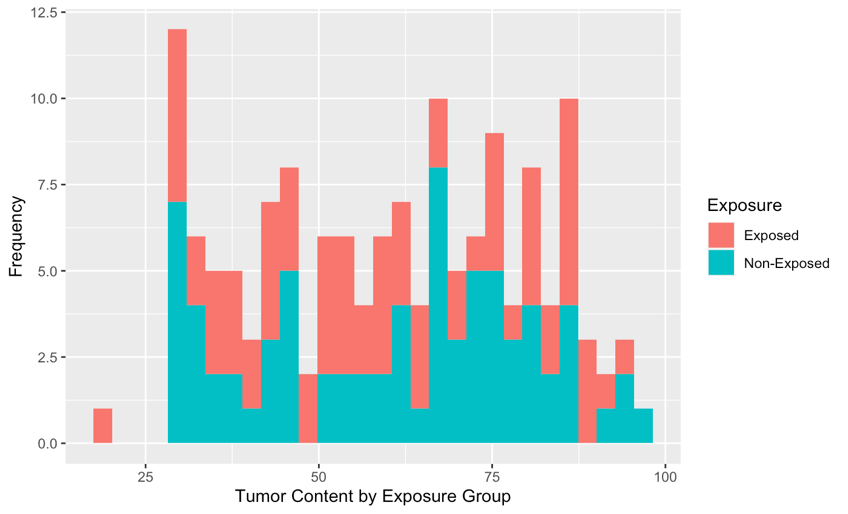 12.5
10.0
7.5
5.0
2.5
0.0
Frequency
25
50
75
100
Tumor Content by Exposure Group
Exposure
Exposed
Non-Exposed